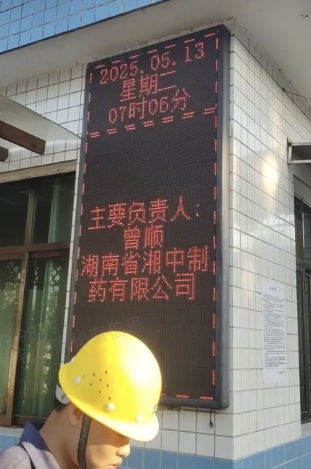 2025.05.13
星期二
07时06分
主要负责人:
曾顺
湖南省湘中制
药有限公司